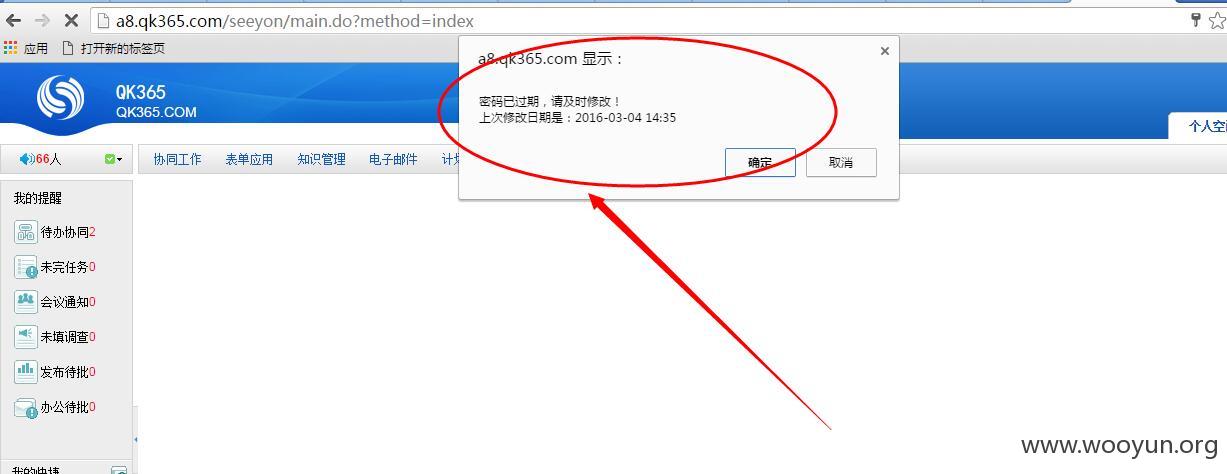 a8.qk365.com/seeyon/main.do?method=index
应用 打开新的标签页
a8.qk365.com 显示：
密码已过期，请及时修改！
上次修改日期是：2016-03-04 14:35
确定 取消
QK365
QK365.COM
个人空间
66人
协同工作 表单应用 知识管理 电子邮件 计
我的提醒
待办协同2
未完任务0
会议通知0
未填调查0
发布待批0
办公待批0
我的快捷
www.wooyun.org